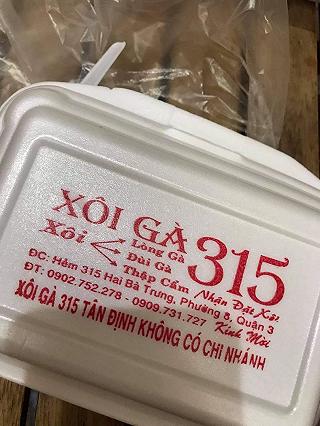 XÔI GÀ 315
Xôi
Lòng Gà
Đùi Gà
Thập Cẩm
Nhận Đặt Xôi
ĐC: Hẻm 315 Hai Bà Trưng, Phường 8, Quận 3
ĐT: 0902.752.278 - 0909.731.727
Kính Mời
XÔI GÀ 315 TÂN ĐỊNH KHÔNG CÓ CHI NHÁNH